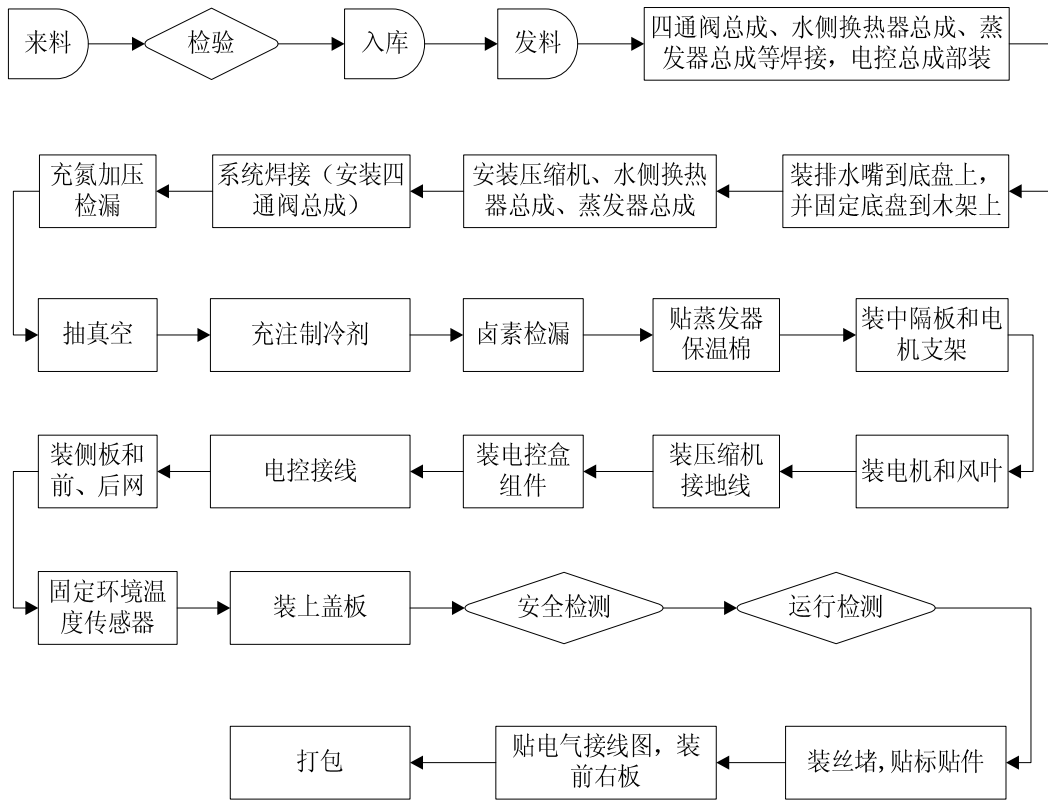 来料
检验
入库
发料
四通阀总成、水侧换热器总成、蒸
发器总成等焊接，电控总成部装
充氮加压
检漏
系统焊接（安装四
通阀总成）
安装压缩机、水侧换热
器总成、蒸发器总成
装排水嘴到底盘上，
并固定底盘到木架上
抽真空
充注制冷剂
卤素检漏
贴蒸发器
保温棉
装中隔板和电
机支架
装侧板和
前、后网
电控接线
装电控盒
组件
装压缩机
接地线
装电机和风叶
固定环境温
度传感器
装上盖板
安全检测
运行检测
打包
贴电气接线图，装
前右板
装丝堵,贴标贴件